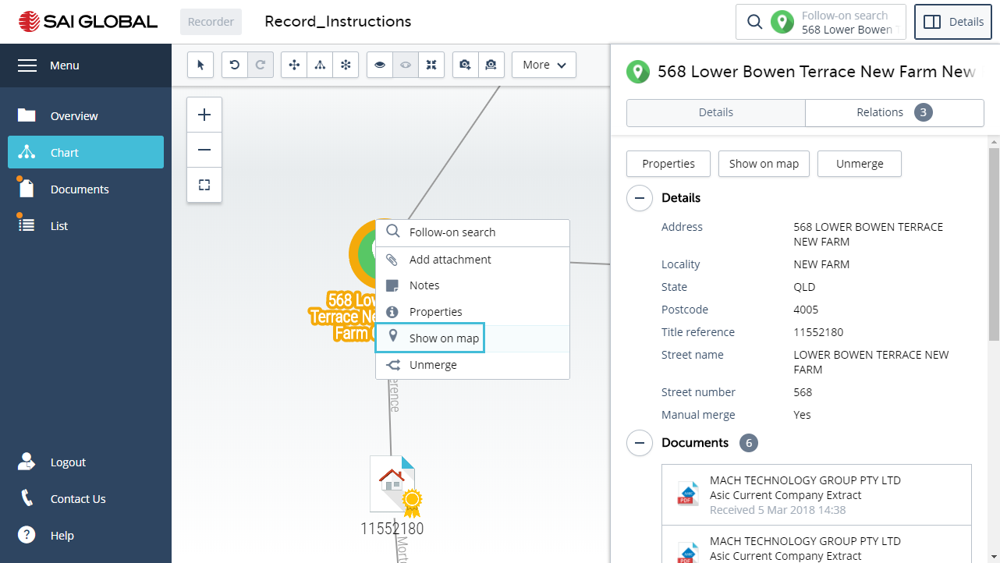 SAI GLOBAL
Recorder
Record_Instructions
Follow-on search
568 Lower Bowen
Details
Menu
Overview
Chart
Documents
List
Logout
Contact Us
Help
More
Follow-on search
Add attachment
Notes
Properties
Show on map
Unmerge
568 Low
Terrace Ne
Farm
erence
11552180
Mort
568 Lower Bowen Terrace New Farm New
Details
Relations 3
Properties
Show on map
Unmerge
Details
Address 568 LOWER BOWEN TERRACE
NEW FARM
Locality NEW FARM
State QLD
Postcode 4005
Title reference 11552180
Street name LOWER BOWEN TERRACE NEW
FARM
Street number 568
Manual merge Yes
Documents 6
ASIC
PDF
MACH TECHNOLOGY GROUP PTY LTD
Asic Current Company Extract
Received 5 Mar 2018 14:38
ASIC
PDF
MACH TECHNOLOGY GROUP PTY LTD
Asic Current Company Extract